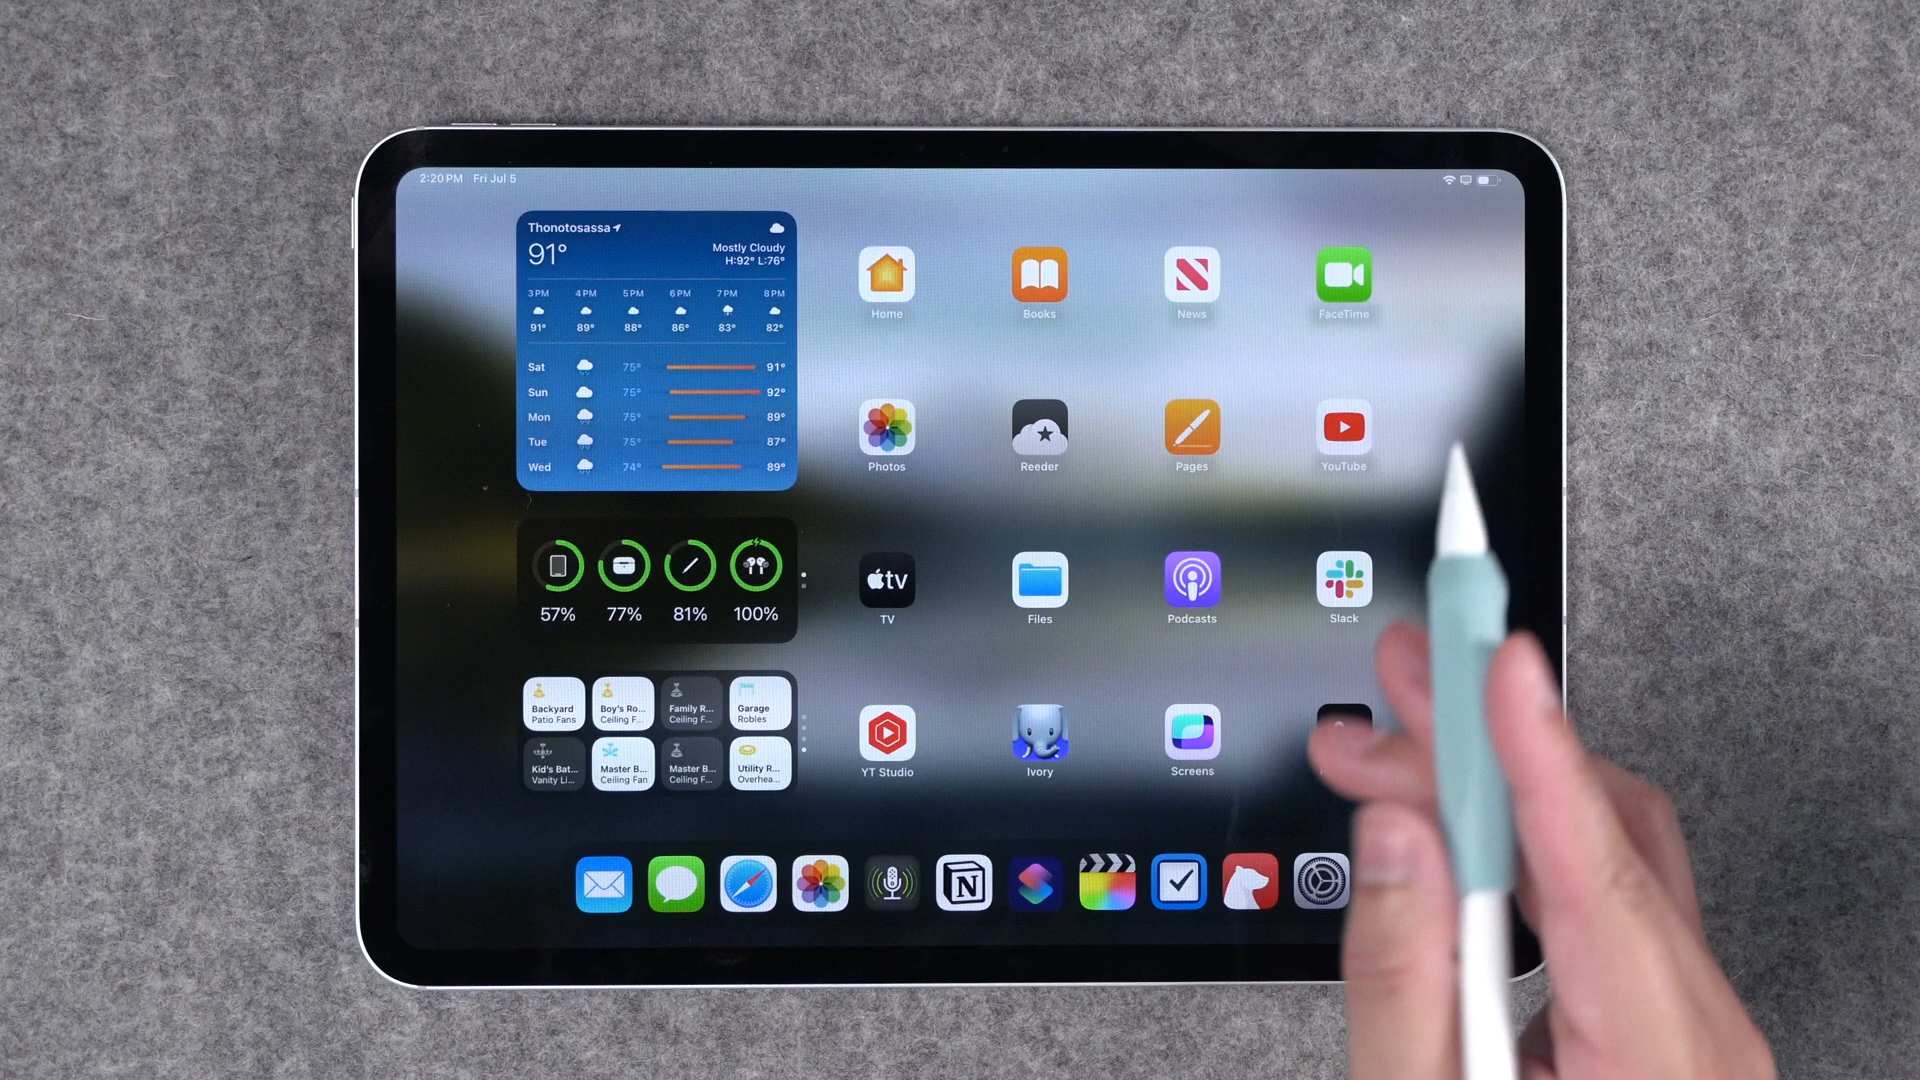 2:20 PM Fri Jul 5
Thonotosassa
91°
Mostly Cloudy
H:92° L:76°
3PM 4PM 5PM 6PM 7PM 8PM
91° 89° 88° 86° 83° 82°
Sat 75° 91°
Sun 75° 92°
Mon 75° 89°
Tue 75° 87°
Wed 74° 89°
57% 77% 81% 100%
Backyard
Patio Fans
Boy's Ro...
Ceiling F...
Family R...
Ceiling F...
Garage
Robles
Kid's Bat...
Vanity Li...
Master B...
Ceiling Fan
Master B...
Ceiling F...
Utility R...
Overhea...
Home Books News FaceTime
Photos Reeder Pages YouTube
tv
TV Files Podcasts Slack
YT Studio Ivory Screens
N